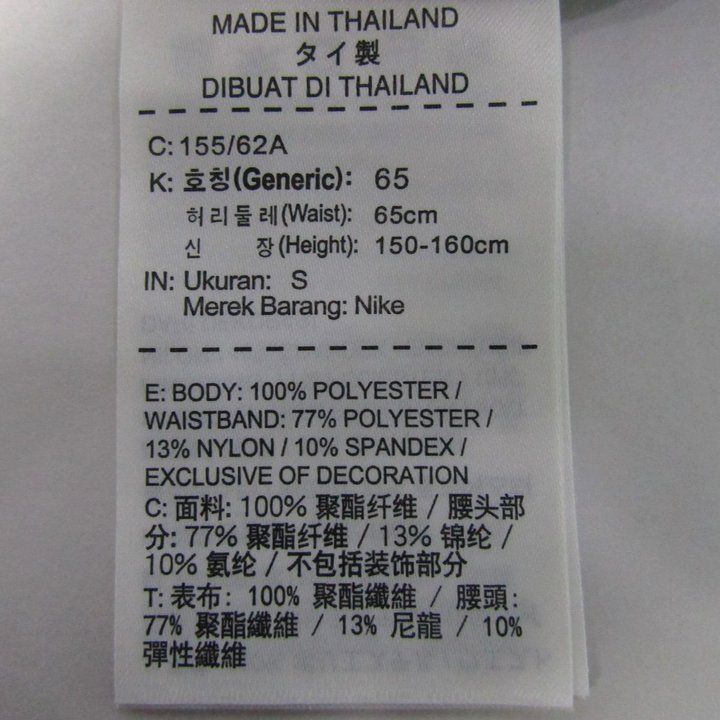 MADE IN THAILAND
タイ製
DIBUAT DI THAILAND
C: 155/62A
K: 호칭(Generic): 65
허리둘레(Waist): 65cm
신 장(Height): 150-160cm
IN: Ukuran: S
Merek Barang: Nike
E: BODY: 100% POLYESTER /
WAISTBAND: 77% POLYESTER /
13% NYLON / 10% SPANDEX /
EXCLUSIVE OF DECORATION
C: 面料: 100% 聚酯纤维 / 腰头部
分: 77% 聚酯纤维 / 13% 锦纶 /
10% 氨纶 / 不包括装饰部分
T: 表布: 100% 聚酯纖維 / 腰頭:
77% 聚酯纖維 / 13% 尼龍 / 10%
彈性纖維